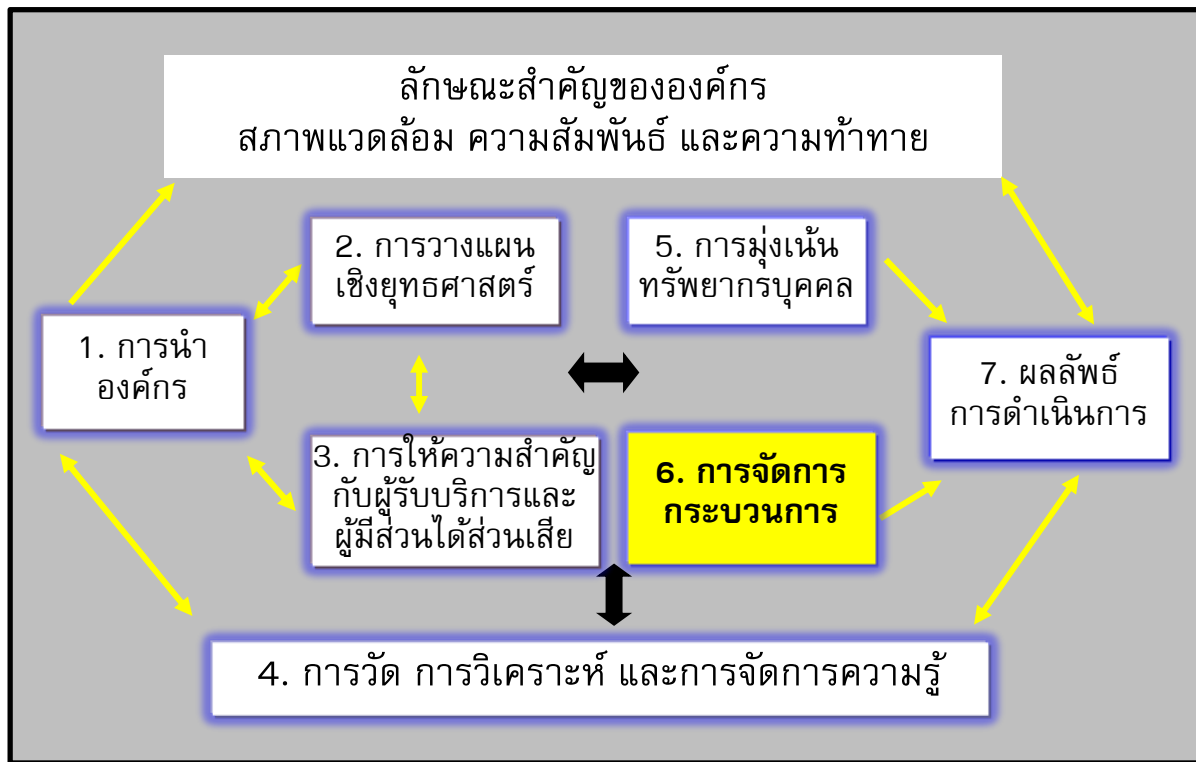 ลักษณะสำคัญขององค์กร
สภาพแวดล้อม ความสัมพันธ์ และความท้าทาย
2. การวางแผน
เชิงยุทธศาสตร์
5. การมุ่งเน้น
ทรัพยากรบุคคล
1. การนำ
องค์กร
7. ผลลัพธ์
การดำเนินการ
3. การให้ความสำคัญ
กับผู้รับบริการและ
ผู้มีส่วนได้ส่วนเสีย
6. การจัดการ
กระบวนการ
4. การวัด การวิเคราะห์ และการจัดการความรู้